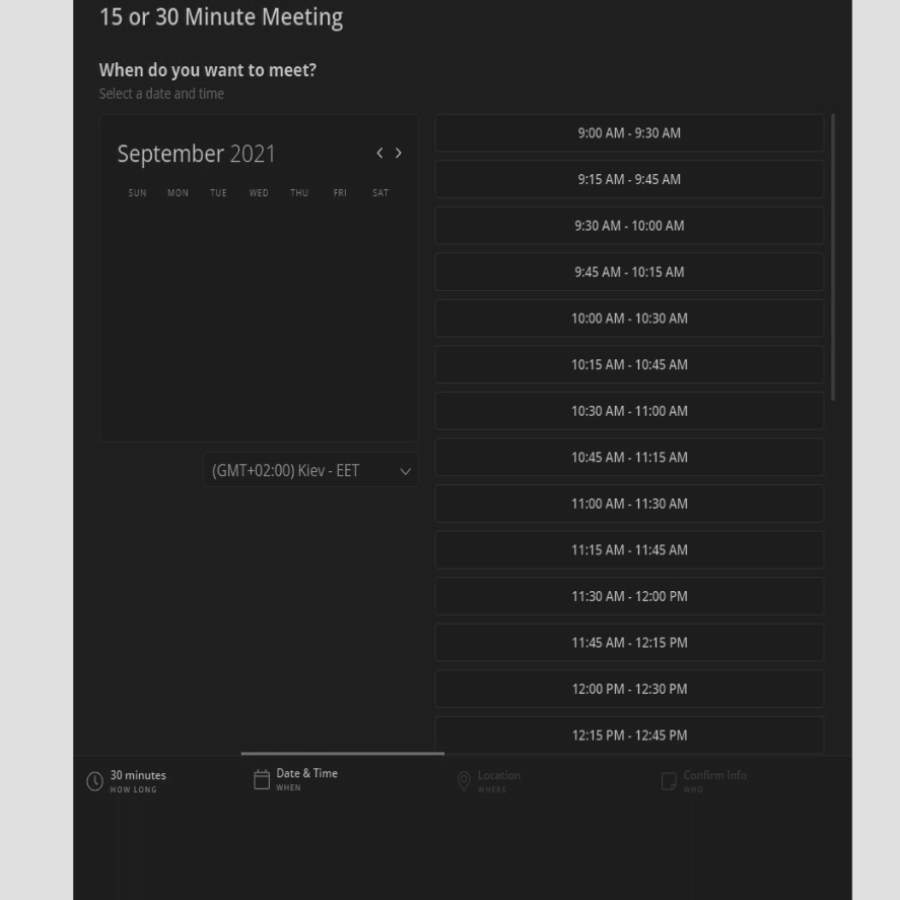 15 or 30 Minute Meeting
When do you want to meet?
Select a date and time
September 2021
SUN MON TUE WED THU FRI SAT
(GMT+02:00) Kiev - EET
9:00 AM - 9:30 AM
9:15 AM - 9:45 AM
9:30 AM - 10:00 AM
9:45 AM - 10:15 AM
10:00 AM - 10:30 AM
10:15 AM - 10:45 AM
10:30 AM - 11:00 AM
10:45 AM - 11:15 AM
11:00 AM - 11:30 AM
11:15 AM - 11:45 AM
11:30 AM - 12:00 PM
11:45 AM - 12:15 PM
12:00 PM - 12:30 PM
12:15 PM - 12:45 PM
30 minutes
HOW LONG
Date & Time
WHEN
Location
WHERE
Confirm Info
WHO